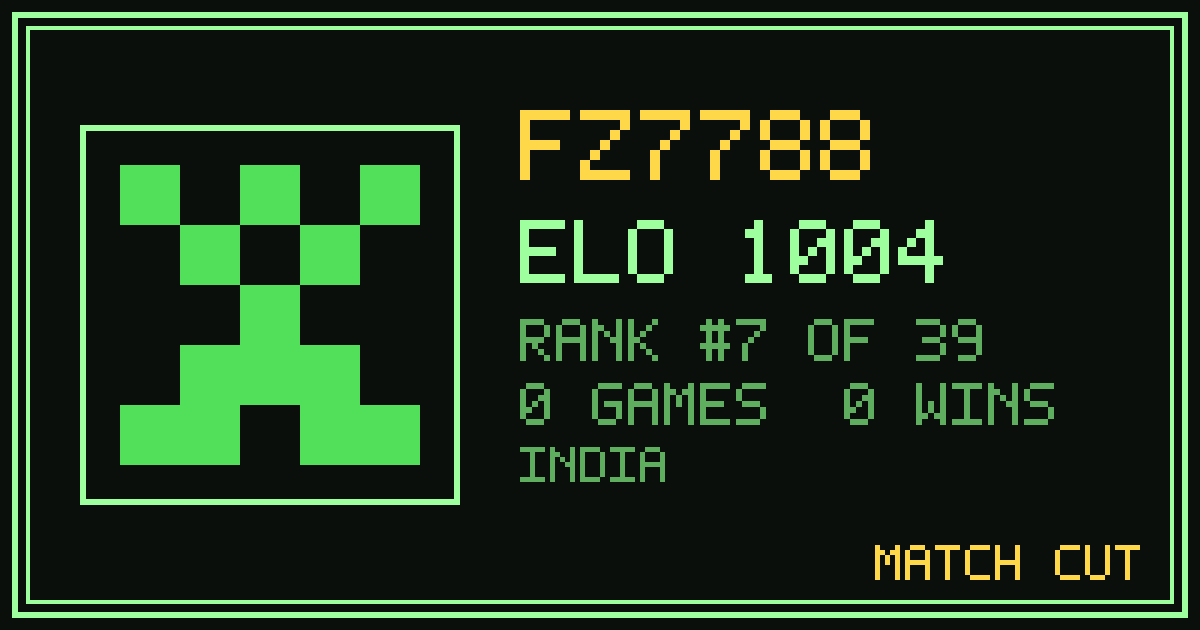 FZ7788
ELO 1004
RANK #7 OF 39
0 GAMES  0 WINS
INDIA
MATCH CUT